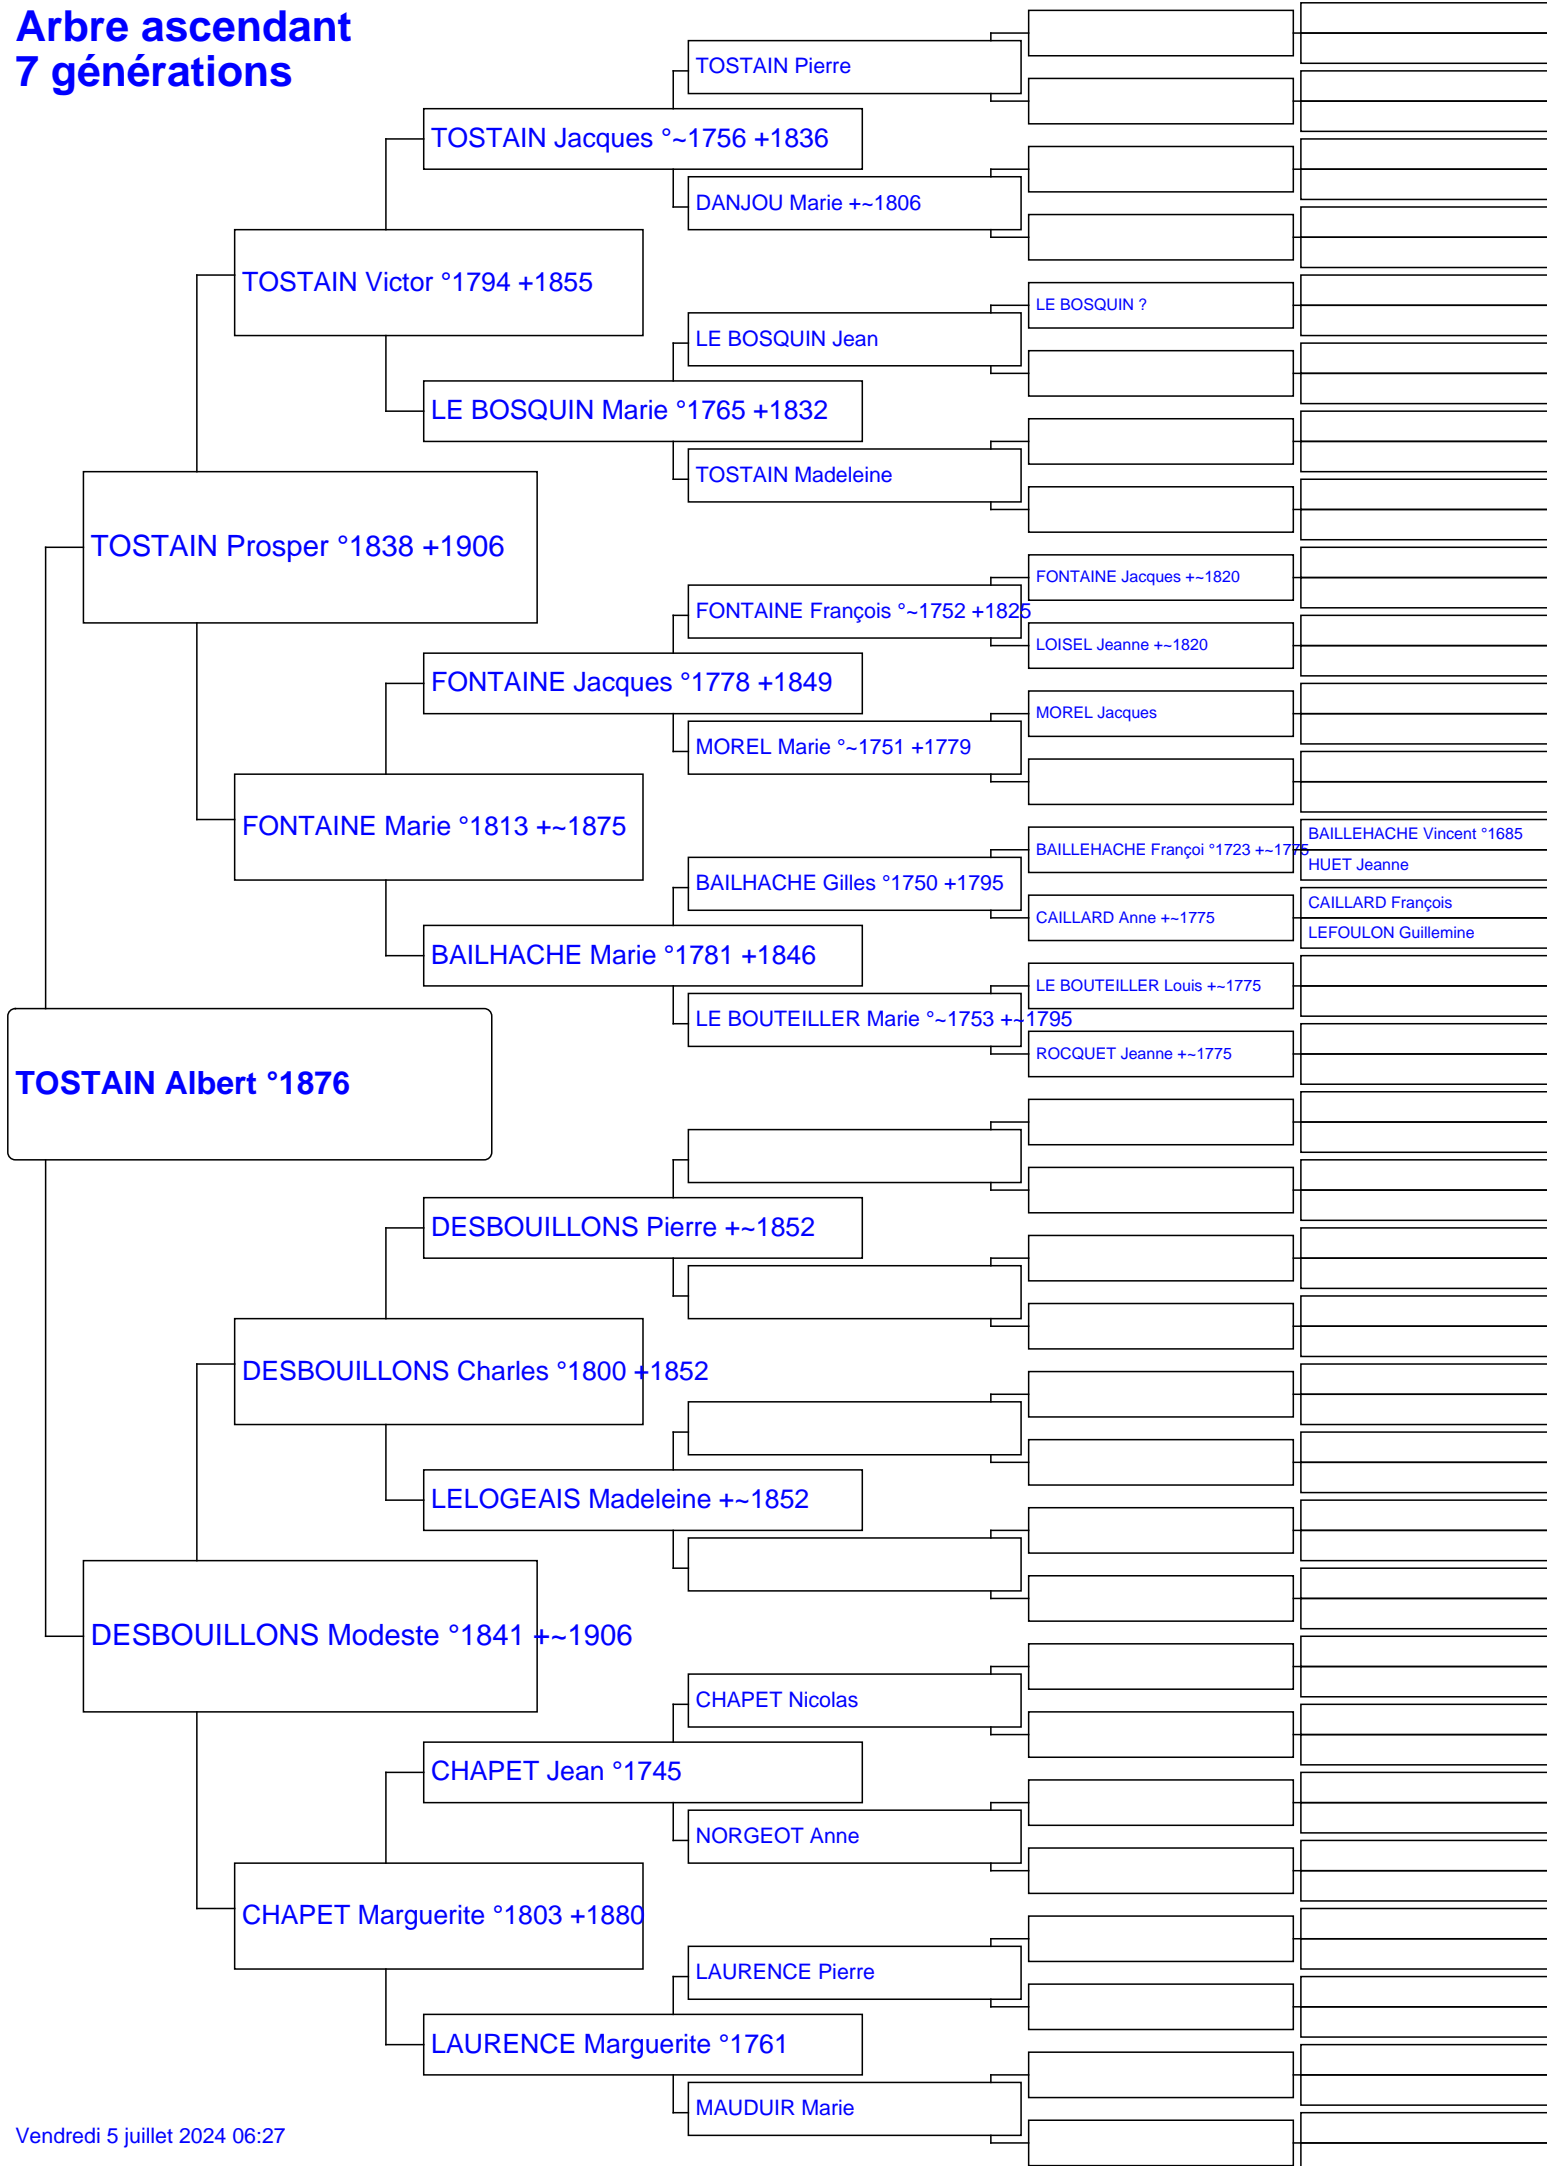 Arbre ascendant
7 générations
TOSTAIN Pierre
TOSTAIN Jacques °~1756 +1836
DANJOU Marie +~1806
TOSTAIN Victor °1794 +1855
LE BOSQUIN ?
LE BOSQUIN Jean
LE BOSQUIN Marie °1765 +1832
TOSTAIN Madeleine
TOSTAIN Prosper °1838 +1906
FONTAINE Jacques +~1820
FONTAINE François °~1752 +1825
LOISEL Jeanne +~1820
FONTAINE Jacques °1778 +1849
MOREL Jacques
MOREL Marie °~1751 +1779
FONTAINE Marie °1813 +~1875
BAILLEHACHE Vincent °1685
BAILLEHACHE Françoi °1723 +~1775
HUET Jeanne
BAILHACHE Gilles °1750 +1795
CAILLARD François
CAILLARD Anne +~1775
LEFOULON Guillemine
BAILHACHE Marie °1781 +1846
LE BOUTEILLER Louis +~1775
LE BOUTEILLER Marie °~1753 +~1795
ROCQUET Jeanne +~1775
TOSTAIN Albert °1876
DESBOUILLONS Pierre +~1852
DESBOUILLONS Charles °1800 +1852
LELOGEAIS Madeleine +~1852
DESBOUILLONS Modeste °1841 +~1906
CHAPET Nicolas
CHAPET Jean °1745
NORGEOT Anne
CHAPET Marguerite °1803 +1880
LAURENCE Pierre
LAURENCE Marguerite °1761
MAUDUIR Marie
Vendredi 5 juillet 2024 06:27